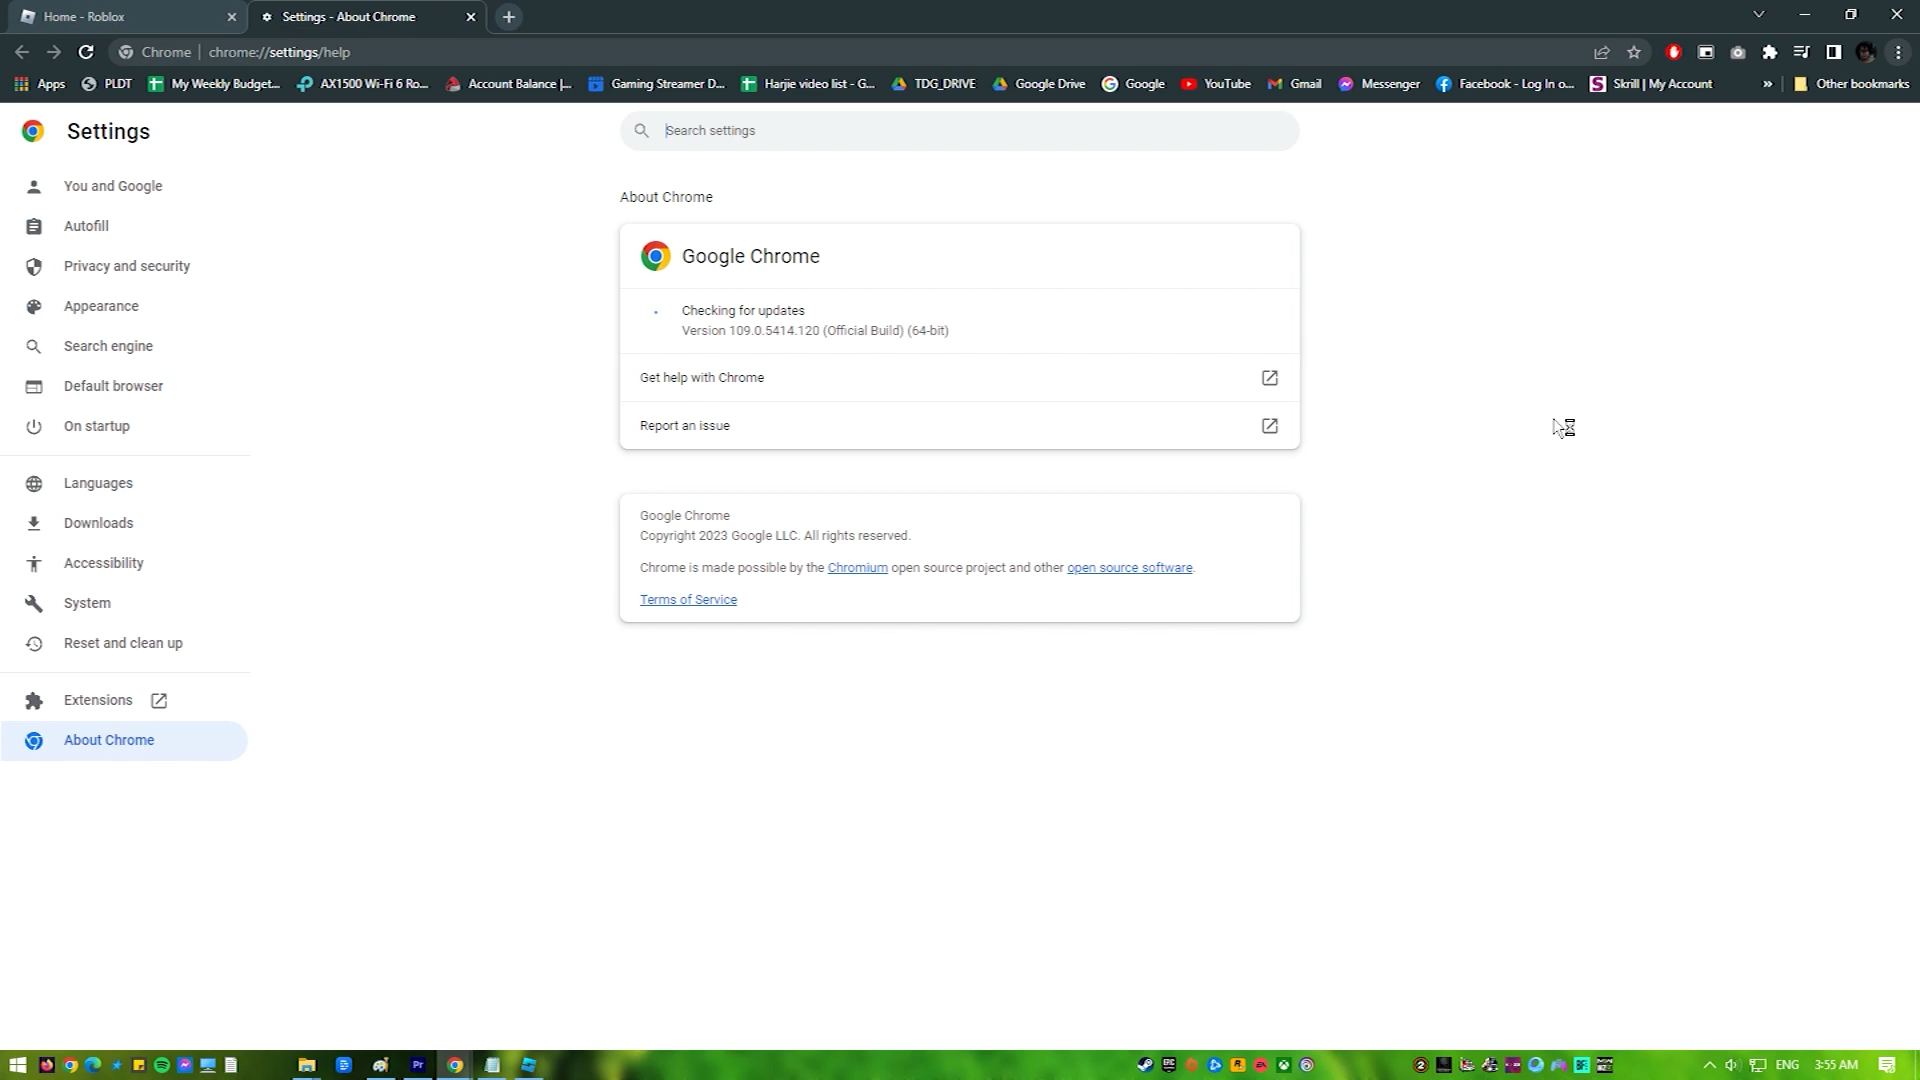 Home - Roblox
Settings - About Chrome
Chrome | chrome://settings/help
Apps
PLDT
My Weekly Budget...
AX1500 Wi-Fi 6 Ro...
Account Balance |...
Gaming Streamer D...
Harjie video list - G...
TDG_DRIVE
Google Drive
Google
YouTube
Gmail
Messenger
Facebook - Log In o...
Skrill | My Account
»
Other bookmarks
Settings
Search settings
You and Google
Autofill
Privacy and security
Appearance
Search engine
Default browser
On startup
Languages
Downloads
Accessibility
System
Reset and clean up
Extensions
About Chrome
About Chrome
Google Chrome
Checking for updates
Version 109.0.5414.120 (Official Build) (64-bit)
Get help with Chrome
Report an issue
Google Chrome
Copyright 2023 Google LLC. All rights reserved.
Chrome is made possible by the Chromium open source project and other open source software.
Terms of Service
Pr
ENG
3:55 AM